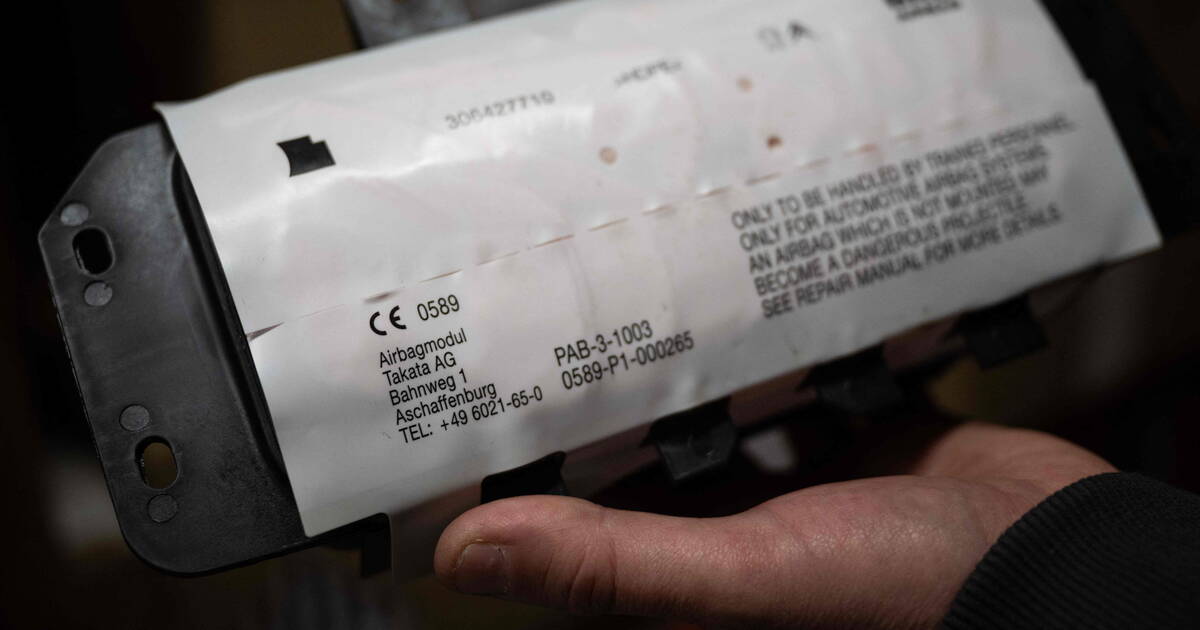 306427710
>HDPE<
CE 0589
Airbagmodul
Takata AG
Bahnweg 1
Aschaffenburg
TEL: +49 6021-65-0
PAB-3-1003
0589-P1-000265
ONLY TO BE HANDLED BY TRAINED PERSONNEL,
ONLY FOR AUTOMOTIVE AIRBAG SYSTEMS
AN AIRBAG WHICH IS NOT MOUNTED MAY
BECOME A DANGEROUS PROJECTILE
SEE REPAIR MANUAL FOR MORE DETAILS